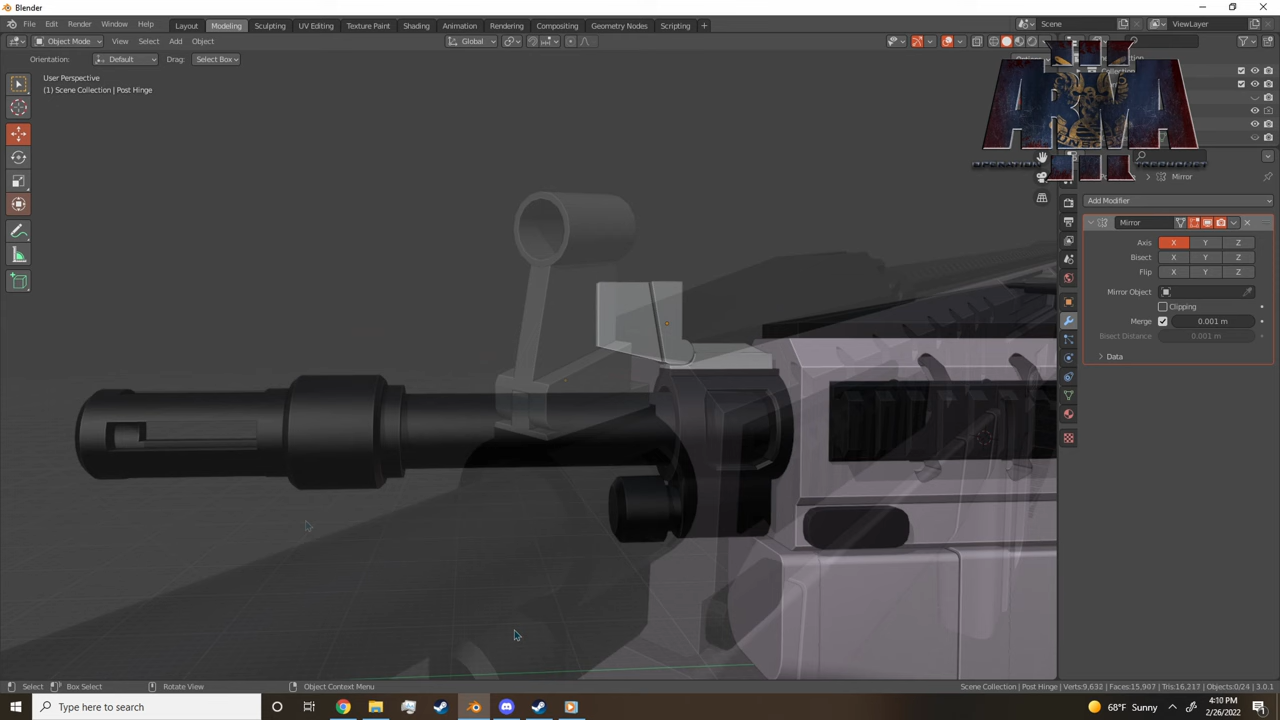 Blender
File Edit Render Window Help
Layout Modeling Sculpting UV Editing Texture Paint Shading Animation Rendering Compositing Geometry Nodes Scripting +
Scene
ViewLayer
Object Mode View Select Add Object
Global
Orientation: Default Drag: Select Box
User Perspective
(1) Scene Collection | Post Hinge
ARMA
III
Mirror
Add Modifier
Mirror
Axis X Y Z
Bisect X Y Z
Flip X Y Z
Mirror Object
Clipping
Merge 0.001 m
Bisect Distance 0.001 m
Data
Select Box Select Rotate View Object Context Menu
Scene Collection | Post Hinge | Verts:9,632 | Faces:15,907 | Tris:16,217 | Objects:0/24 | 3.0.1
Type here to search
68°F Sunny
4:10 PM
2/26/2022